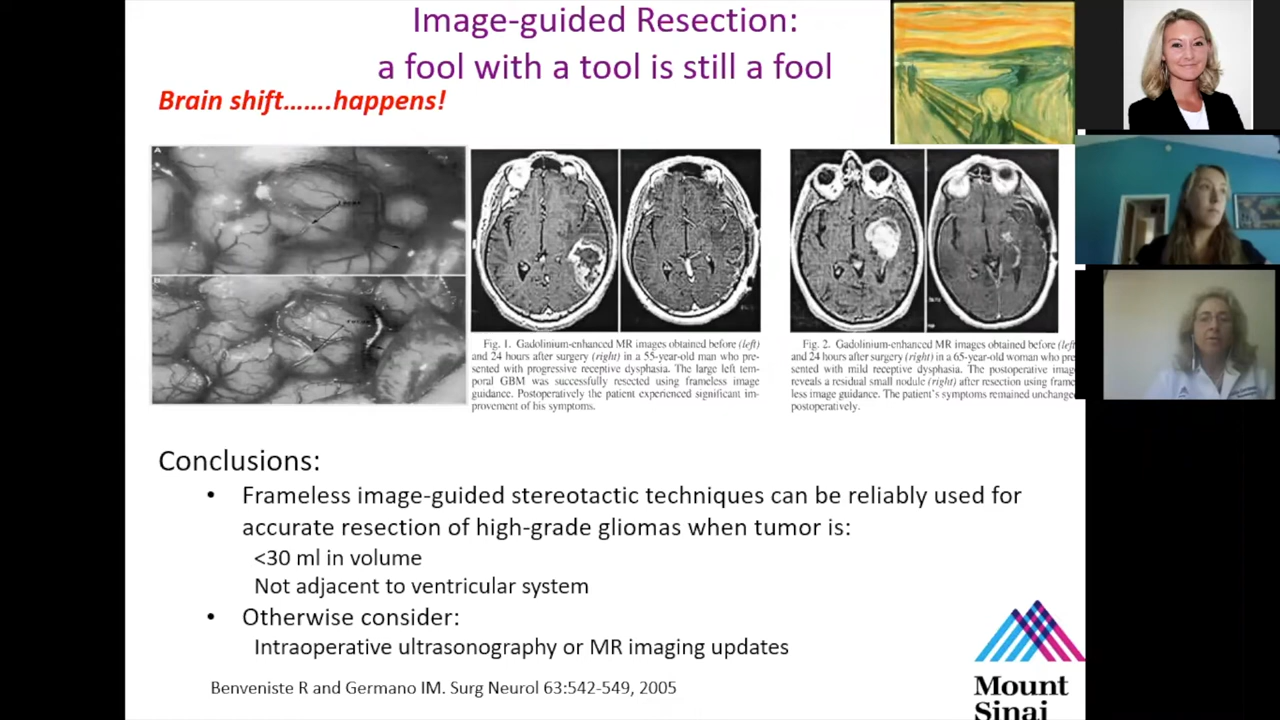 Image-guided Resection:
a fool with a tool is still a fool
Brain shift…….happens!
A
Fig. 1. Gadolinium-enhanced MR images obtained before (left)
and 24 hours after surgery (right) in a 55-year-old man who pre-
sented with progressive receptive dysphasia. The large left tem-
poral GBM was successfully resected using frameless image
guidance. Postoperatively the patient experienced significant im-
provement of his symptoms.
Fig. 2. Gadolinium-enhanced MR images obtained before (left)
and 24 hours after surgery (right) in a 65-year-old woman who pre
sented with mild receptive dysphasia. The postoperative imag
reveals a residual small nodule (right) after resection using frame
less image guidance. The patient's symptoms remained unchange
postoperatively.
Conclusions:
• Frameless image-guided stereotactic techniques can be reliably used for
accurate resection of high-grade gliomas when tumor is:
<30 ml in volume
Not adjacent to ventricular system
• Otherwise consider:
Intraoperative ultrasonography or MR imaging updates
Benveniste R and Germano IM. Surg Neurol 63:542-549, 2005
Mount
Sinai